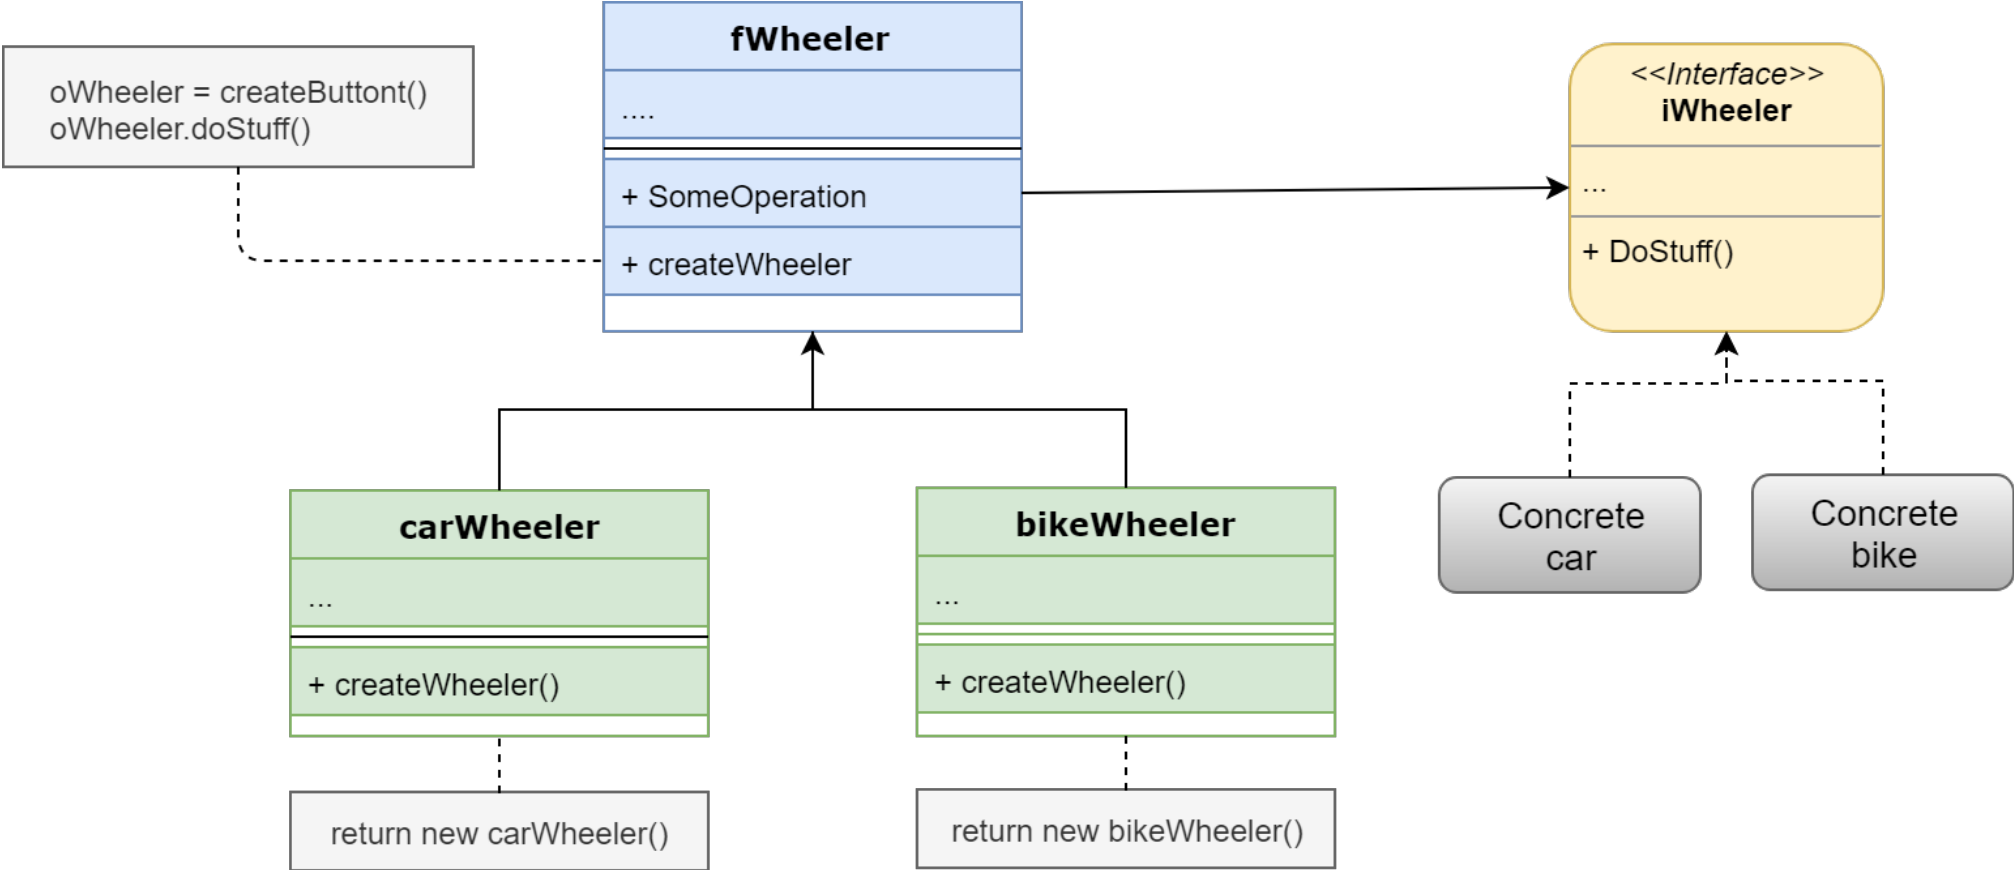 fWheeler
....
+ SomeOperation
+ createWheeler
oWheeler = createButtont()
oWheeler.doStuff()
<<Interface>>
iWheeler
...
+ DoStuff()
carWheeler
...
+ createWheeler()
return new carWheeler()
bikeWheeler
...
+ createWheeler()
return new bikeWheeler()
Concrete
car
Concrete
bike